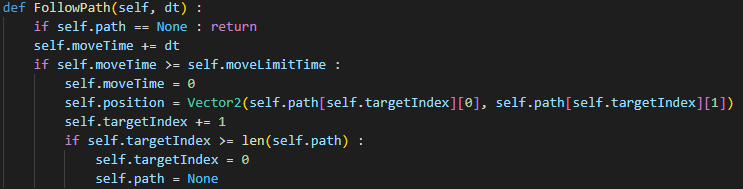 def FollowPath(self, dt) :
    if self.path == None : return
    self.moveTime += dt
    if self.moveTime >= self.moveLimitTime :
        self.moveTime = 0
        self.position = Vector2(self.path[self.targetIndex][0], self.path[self.targetIndex][1])
        self.targetIndex += 1
        if self.targetIndex >= len(self.path) :
            self.targetIndex = 0
            self.path = None